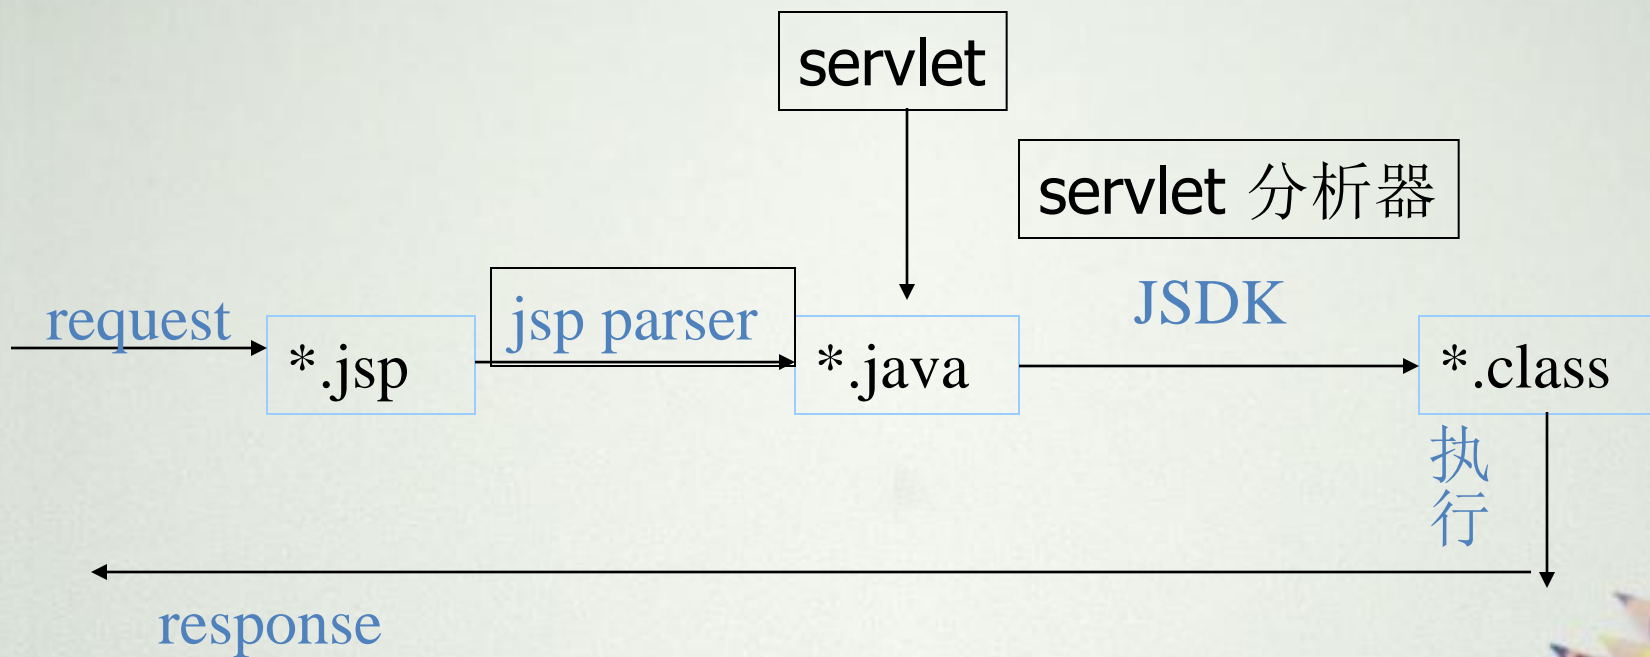 servlet
servlet 分析器
request
jsp parser
JSDK
*.jsp
*.java
*.class
执
行
response